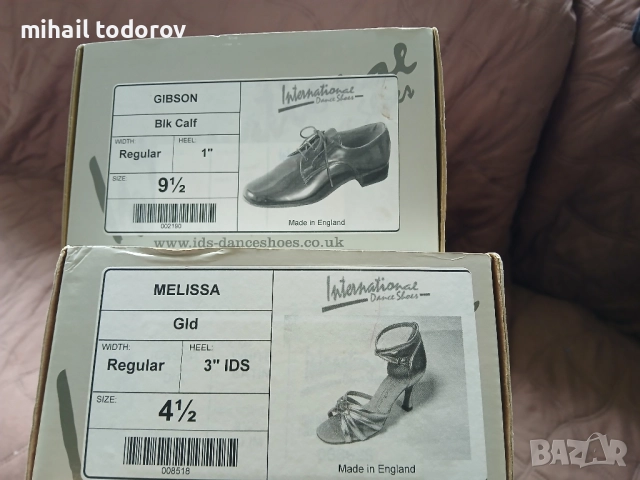 mihail todorov
GIBSON
Blk Calf
WIDTH: HEEL:
Regular 1"
SIZE:
9½
002190
International
Dance Shoes
Made in England
www.ids-danceshoes.co.uk
MELISSA
Gld
WIDTH: HEEL:
Regular 3" IDS
SIZE:
4½
008518
International
Dance Shoes
Made in England
BAZAR